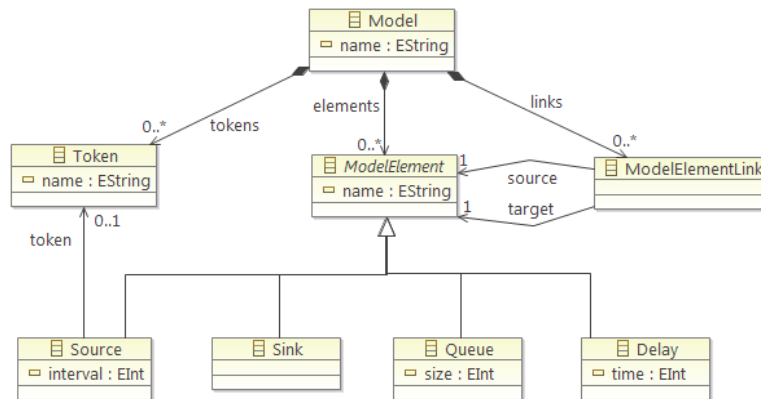 Model
name : EString
elements
tokens
links
0..*
0..*
0..*
Token
name : EString
ModelElement
name : EString
1
source
1
target
ModelElementLink
0..1
token
Source
interval : EInt
Sink
Queue
size : EInt
Delay
time : EInt